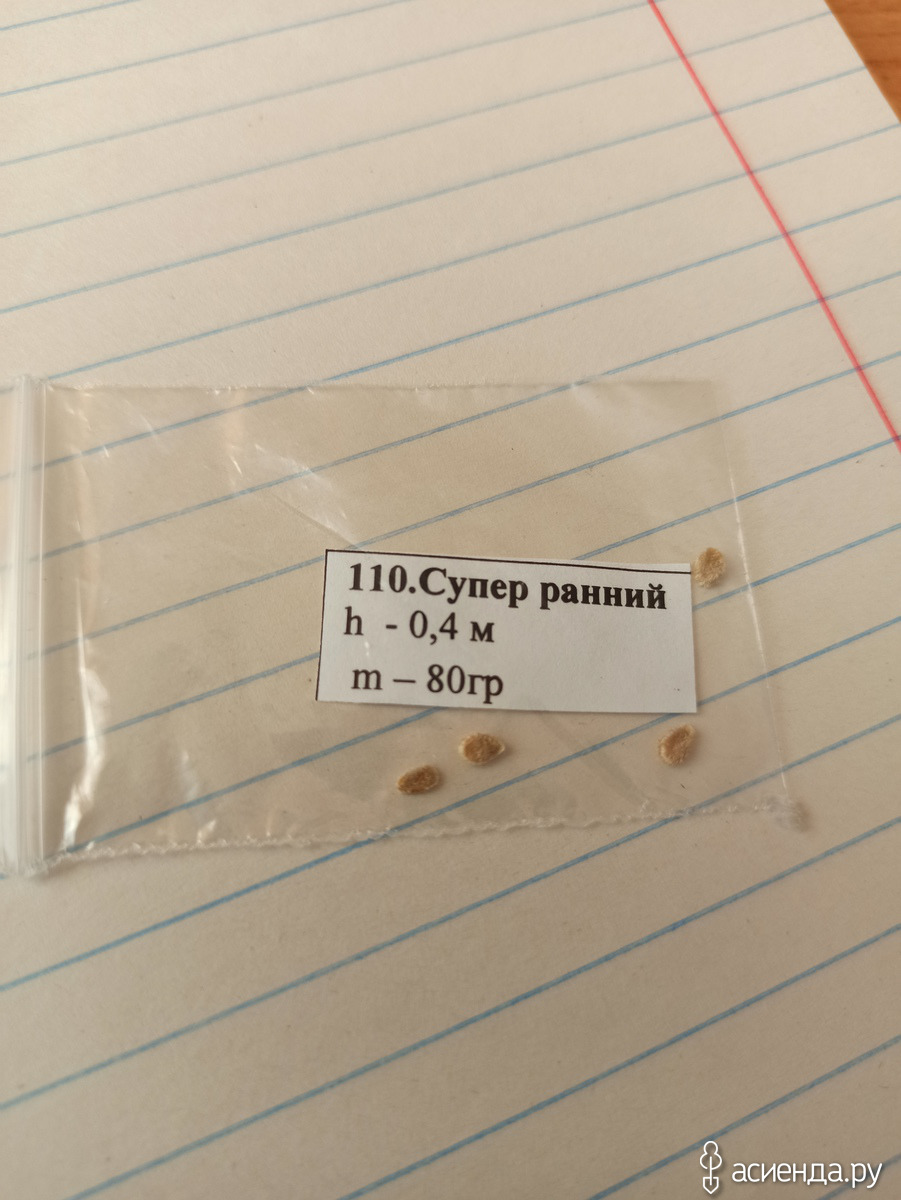 110.Супер ранний
h - 0,4 м
m – 80гр
асиенда.ру